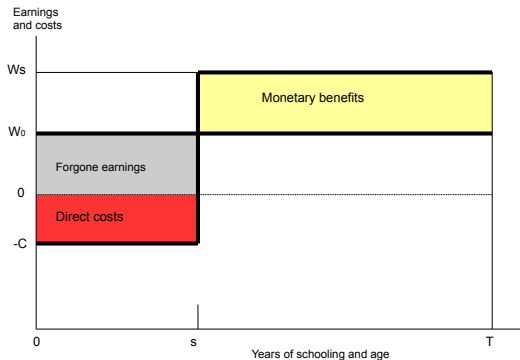 Earnings
and costs
Ws
Monetary benefits
W₀
Forgone earnings
0
Direct costs
-C
0
s
T
Years of schooling and age